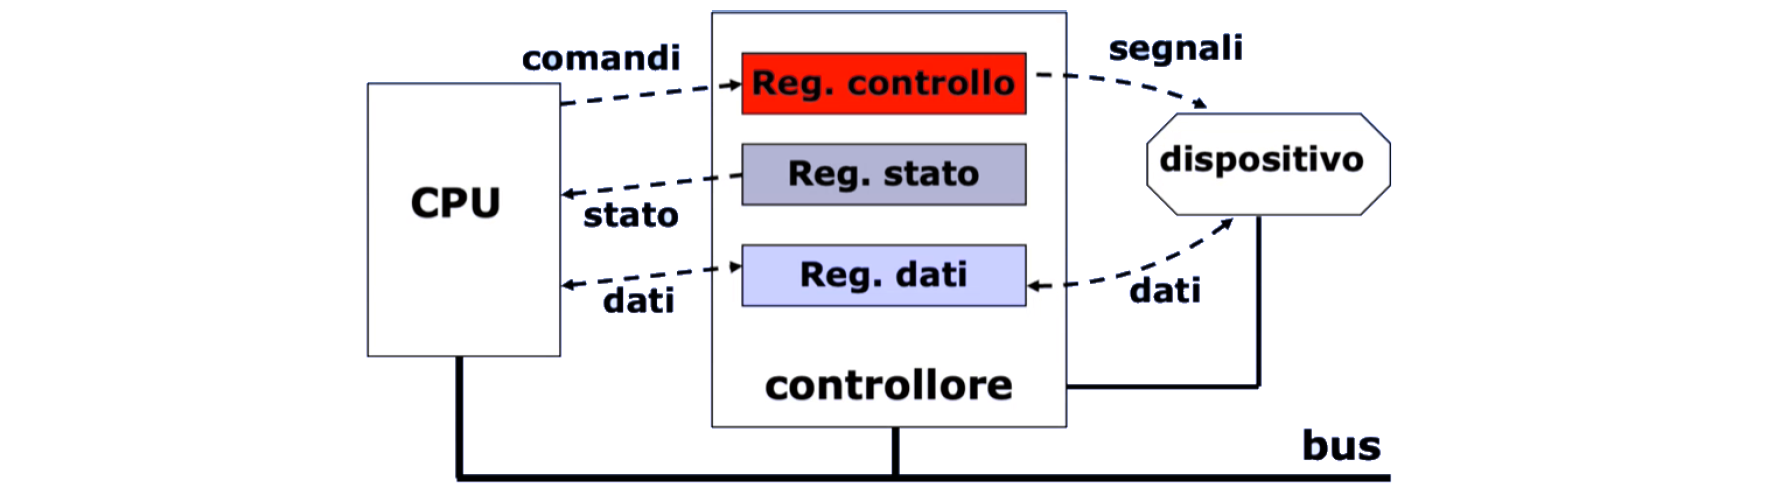 comandi
segnali
Reg. controllo
dispositivo
Reg. stato
CPU
stato
Reg. dati
dati
dati
controllore
bus